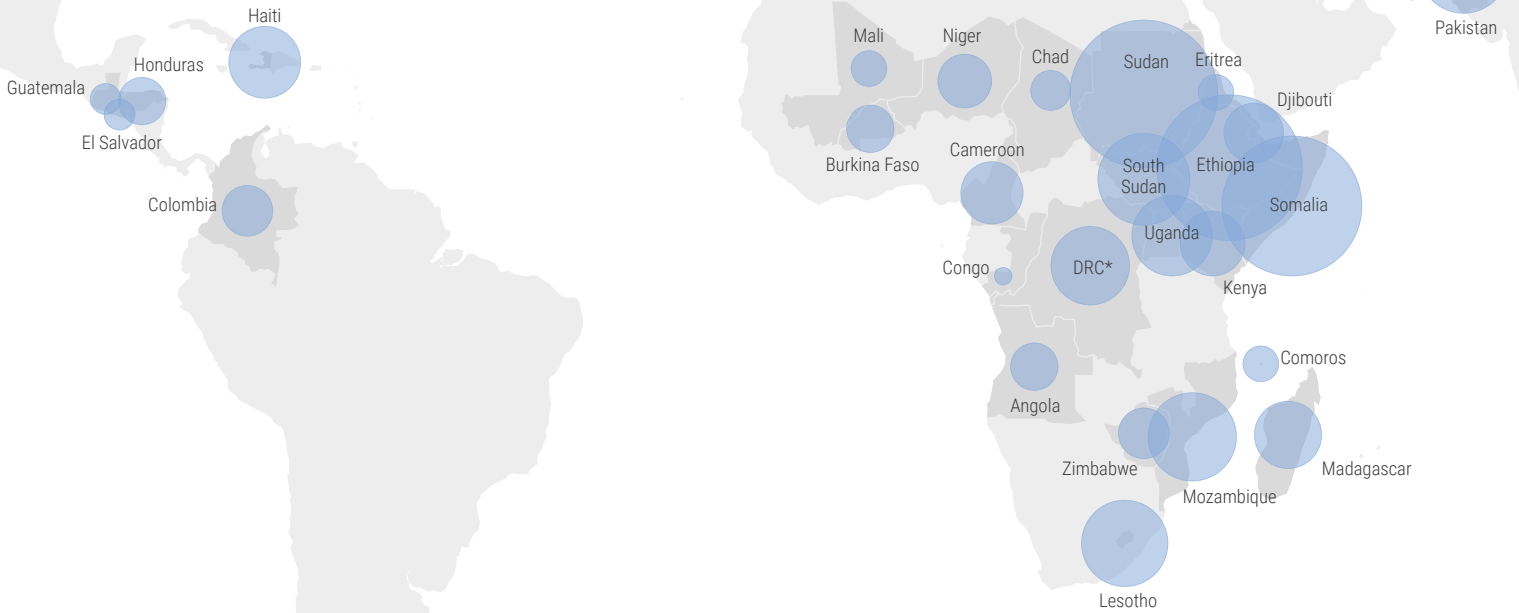 Haiti
Honduras
Guatemala
El Salvador
Colombia
Pakistan
Mali
Niger
Chad
Sudan
Eritrea
Djibouti
Burkina Faso
Cameroon
South
Sudan
Ethiopia
Somalia
Uganda
Congo
DRC*
Kenya
Comoros
Angola
Zimbabwe
Madagascar
Mozambique
Lesotho